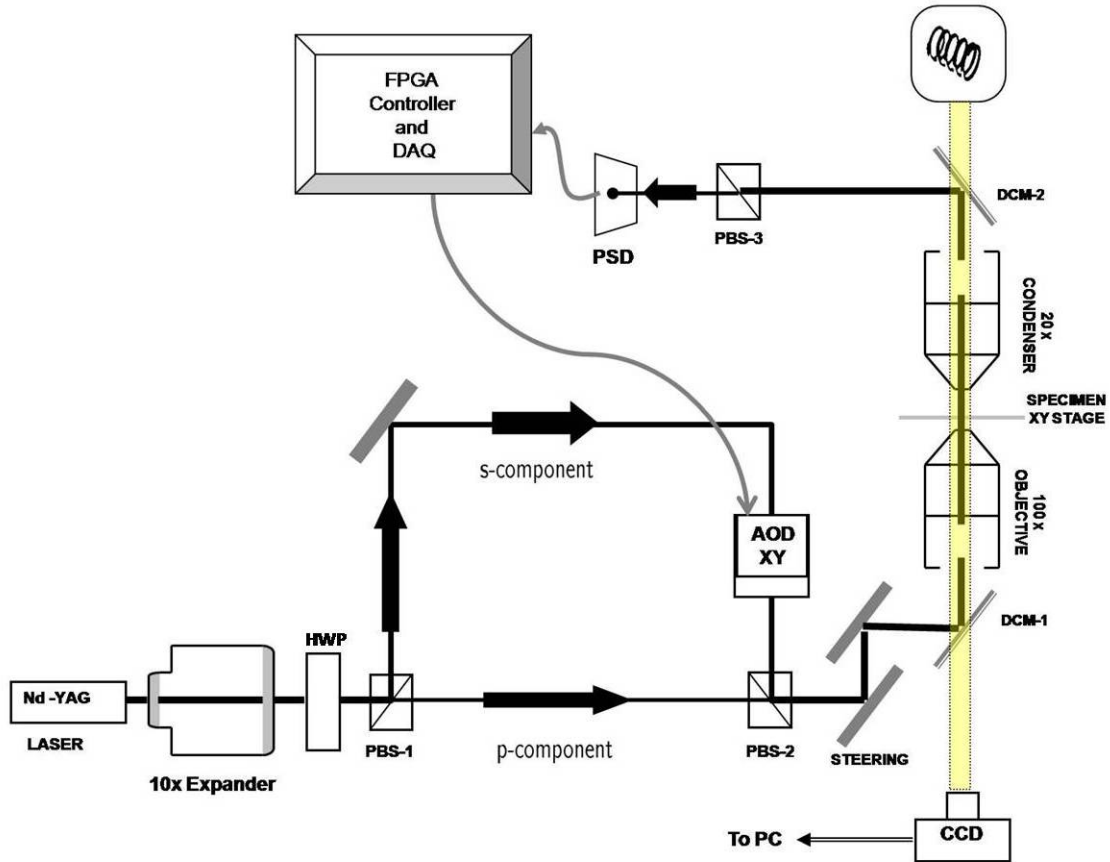 FPGA
Controller
and
DAQ
PSD
PBS-3
DCM-2
20 x
CONDENSER
SPECIMEN
XY STAGE
100 x
OBJECTIVE
s-component
AOD
XY
DCM-1
HWP
Nd -YAG
LASER
10x Expander
PBS-1
p-component
PBS-2
STEERING
To PC
CCD